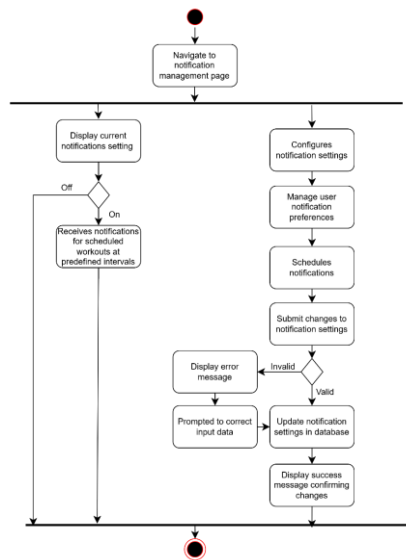 Navigate to
notification
management page
Display current
notifications setting
Off
On
Receives notifications
for scheduled
workouts at
predefined intervals
Configures
notification settings
Manage user
notification
preferences
Schedules
notifications
Submit changes to
notification settings
Invalid
Valid
Display error
message
Prompted to correct
input data
Update notification
settings in database
Display success
message confirming
changes